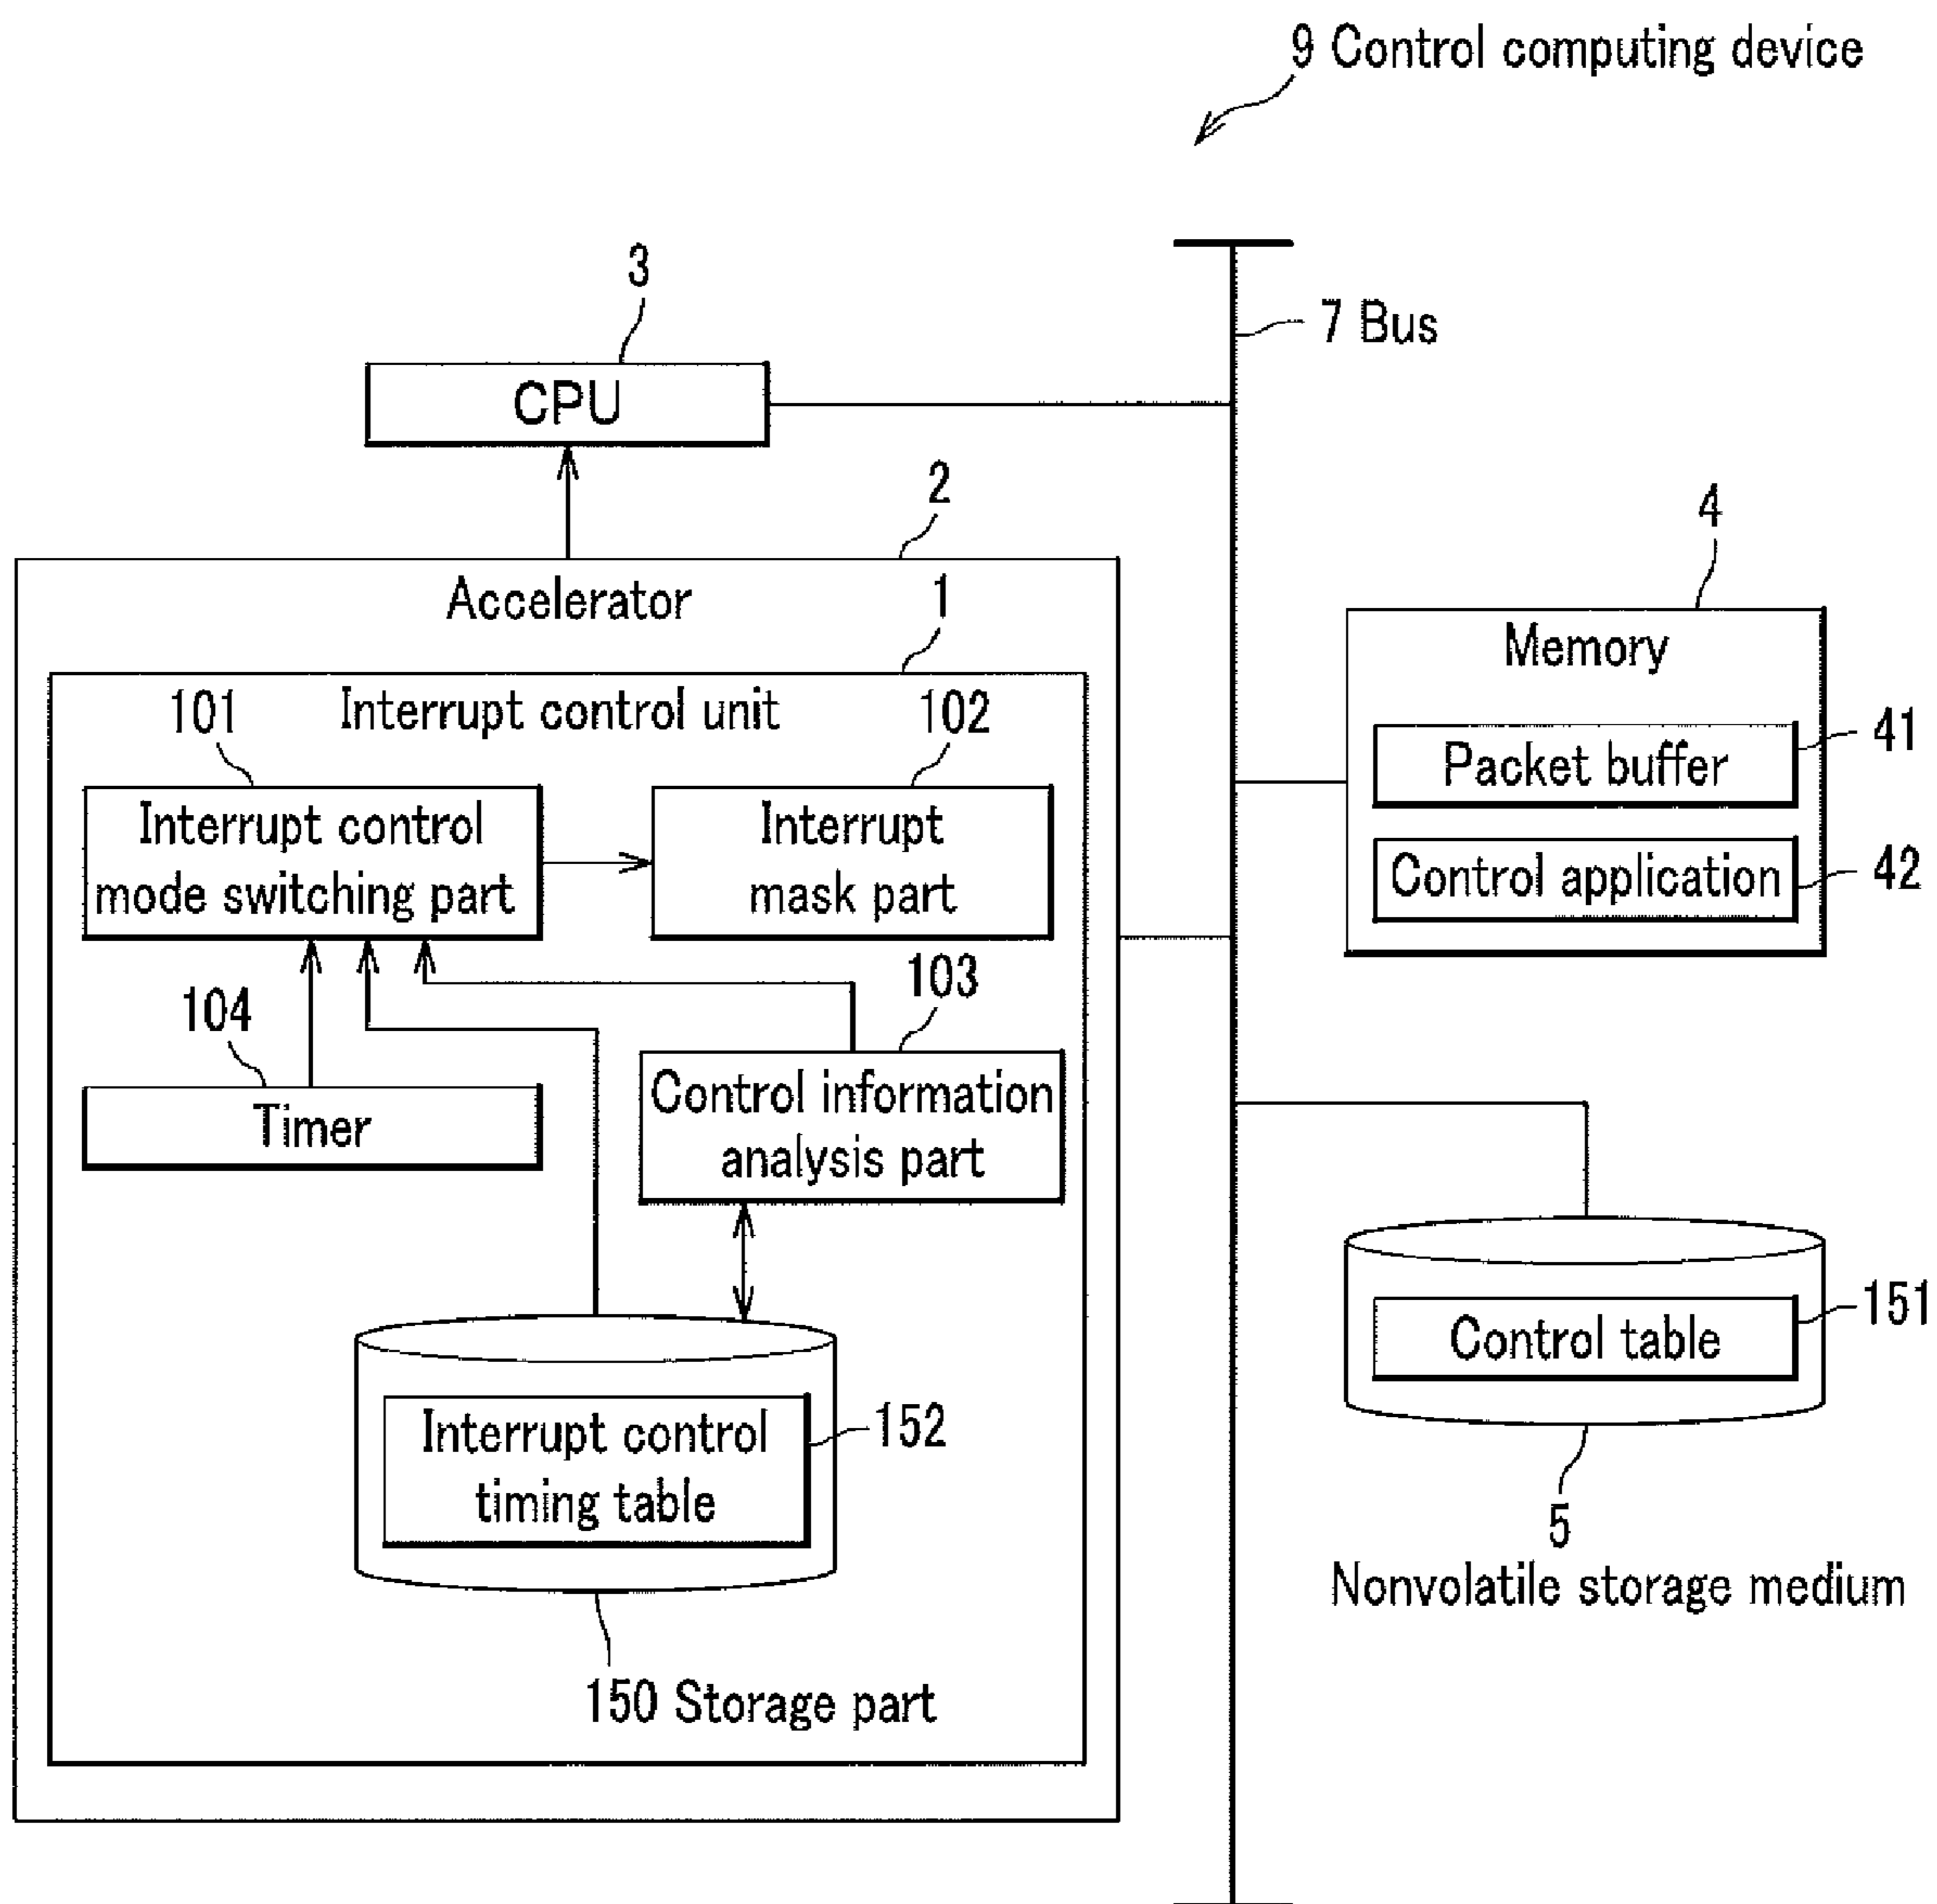 9 Control computing device
3
7 Bus
CPU
2
4
Accelerator
1
Memory
101
Interrupt control unit
102
41
Packet buffer
Interrupt control
mode switching part
Interrupt
mask part
Control application
42
103
104
Control information
analysis part
Timer
151
Control table
Interrupt control
timing table
152
5
Nonvolatile storage medium
150 Storage part